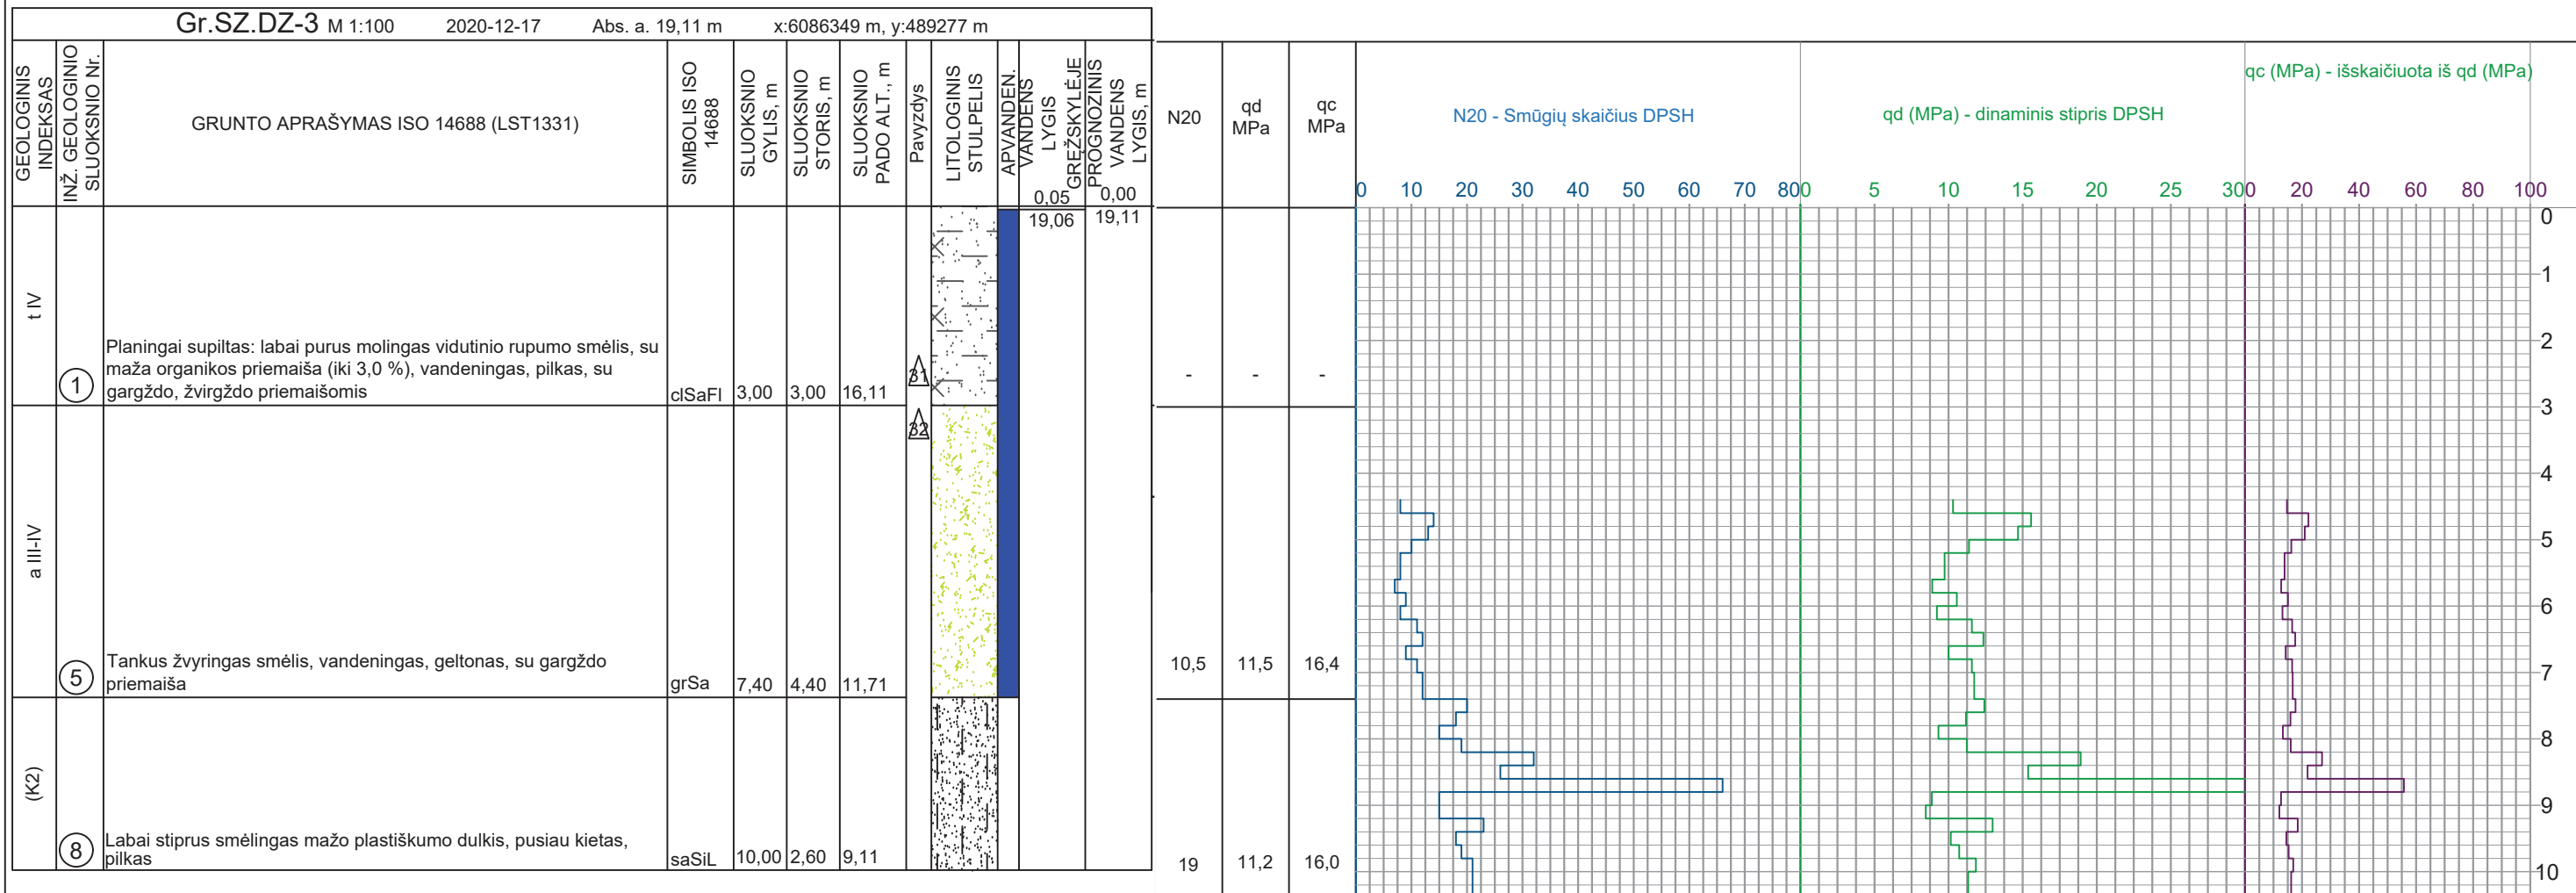 Gr.SZ.DZ-3 M 1:100 2020-12-17 Abs. a. 19,11 m x:6086349 m, y:489277 m
GEOLOGINIS
INDEKSAS
INŽ. GEOLOGINIO
SLUOKSNIO Nr.
GRUNTO APRAŠYMAS ISO 14688 (LST1331)
SIMBOLIS ISO
14688
SLUOKSNIO
GYLIS, m
SLUOKSNIO
STORIS, m
SLUOKSNIO
PADO ALT., m
Pavyzdys
LITOLOGINIS
STULPELIS
APVANDEN.
VANDENS
LYGIS
GRĘŽSKYLĖJE
0,05
PROGNOZINIS
VANDENS
LYGIS, m
0,00
N20
qd
MPa
qc
MPa
N20 - Smūgių skaičius DPSH
qd (MPa) - dinaminis stipris DPSH
qc (MPa) - išskaičiuota iš qd (MPa)
0 10 20 30 40 50 60 70 80
0 5 10 15 20 25 30
0 20 40 60 80 100
19,06 19,11
t IV
1
Planingai supiltas: labai purus molingas vidutinio rupumo smėlis, su
maža organikos priemaiša (iki 3,0 %), vandeningas, pilkas, su
gargždo, žvirgždo priemaišomis
clSaFl 3,00 3,00 16,11
31
- - -
32
a III-IV
5
Tankus žvyringas smėlis, vandeningas, geltonas, su gargždo
priemaiša
grSa 7,40 4,40 11,71
10,5 11,5 16,4
(K2)
8
Labai stiprus smėlingas mažo plastiškumo dulkis, pusiau kietas,
pilkas
saSiL 10,00 2,60 9,11
19 11,2 16,0
0
1
2
3
4
5
6
7
8
9
10